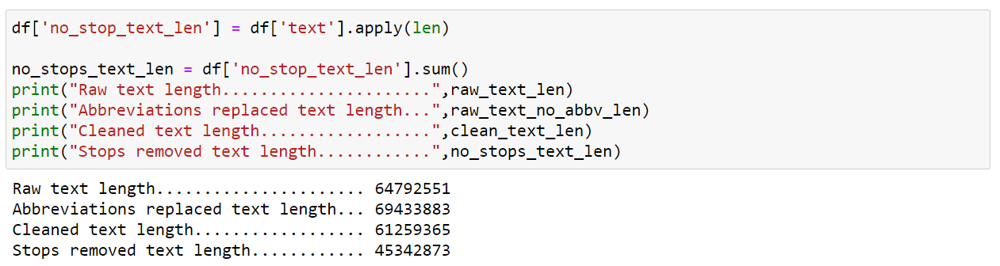 df['no_stop_text_len'] = df['text'].apply(len)
no_stops_text_len = df['no_stop_text_len'].sum()
print("Raw text length......................",raw_text_len)
print("Abbreviations replaced text length...",raw_text_no_abbv_len)
print("Cleaned text length..................",clean_text_len)
print("Stops removed text length............",no_stops_text_len)
Raw text length...................... 64792551
Abbreviations replaced text length... 69433883
Cleaned text length.................. 61259365
Stops removed text length............ 45342873